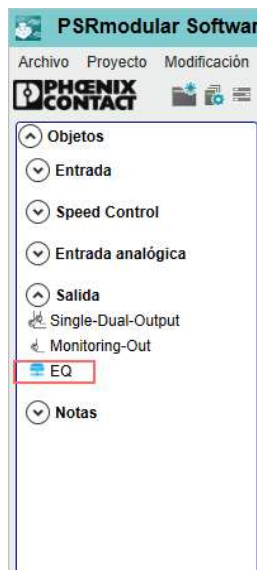 PSRmodular Softwar
Archivo Proyecto Modificación
PHŒNIX
CONTACT
Objetos
Entrada
Speed Control
Entrada analógica
Salida
Single-Dual-Output
Monitoring-Out
EQ
Notas